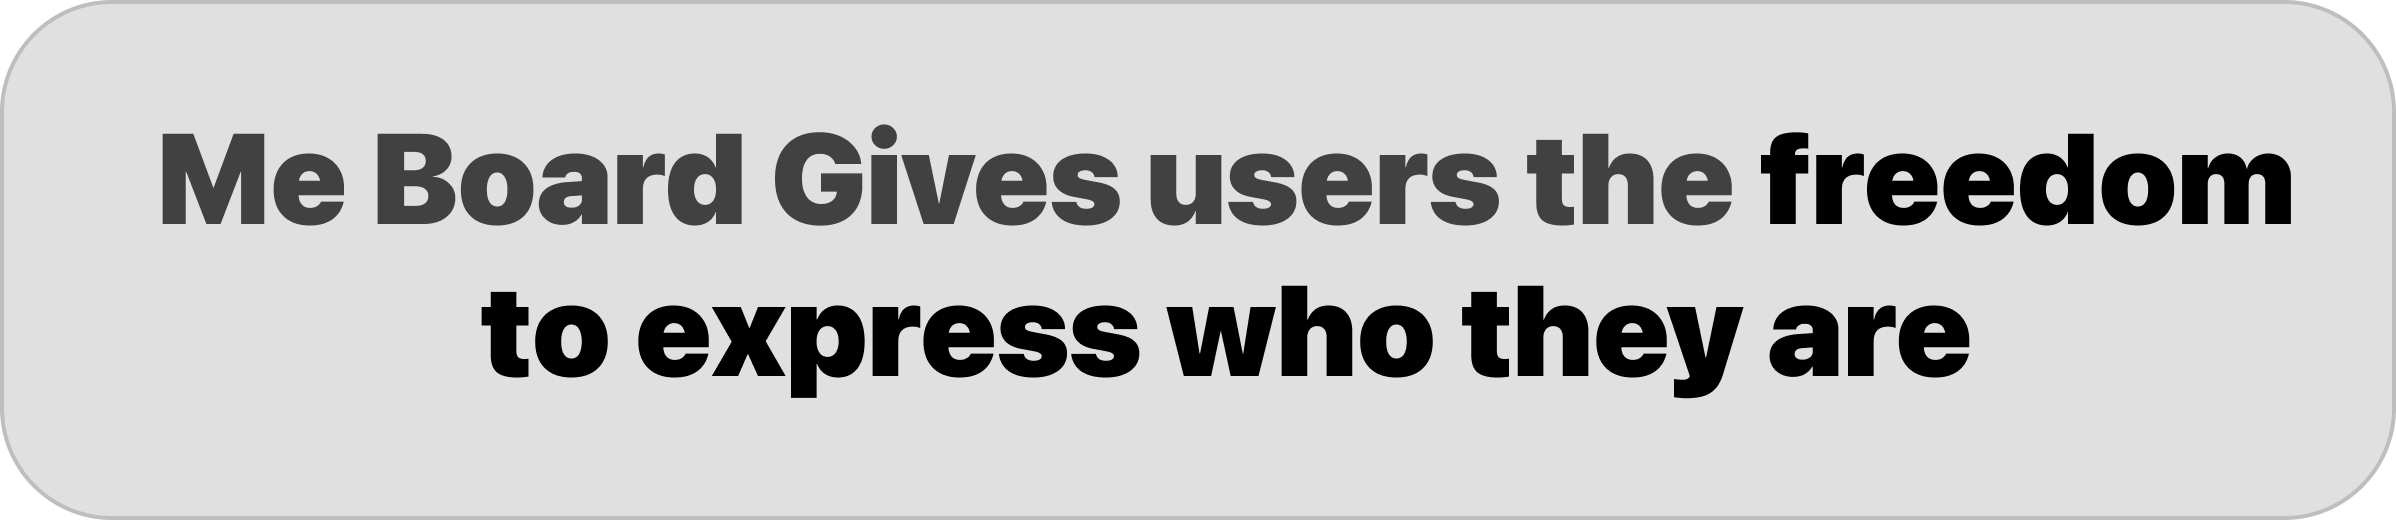 Me Board Gives users the freedom
to express who they are